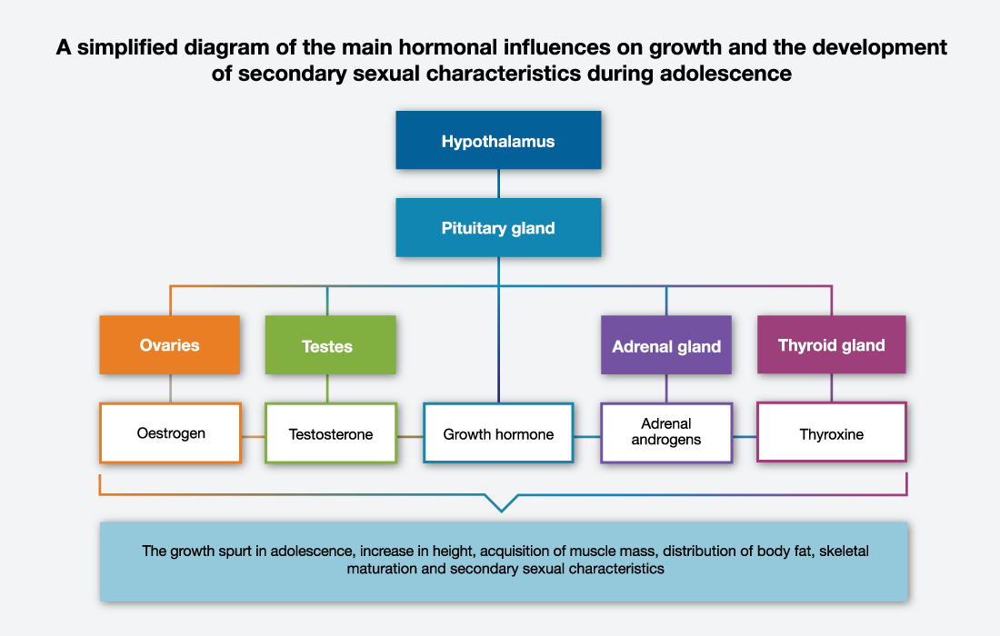 A simplified diagram of the main hormonal influences on growth and the development
of secondary sexual characteristics during adolescence
Hypothalamus
Pituitary gland
Ovaries
Testes
Adrenal gland
Thyroid gland
Oestrogen
Testosterone
Growth hormone
Adrenal
androgens
Thyroxine
The growth spurt in adolescence, increase in height, acquisition of muscle mass, distribution of body fat, skeletal
maturation and secondary sexual characteristics